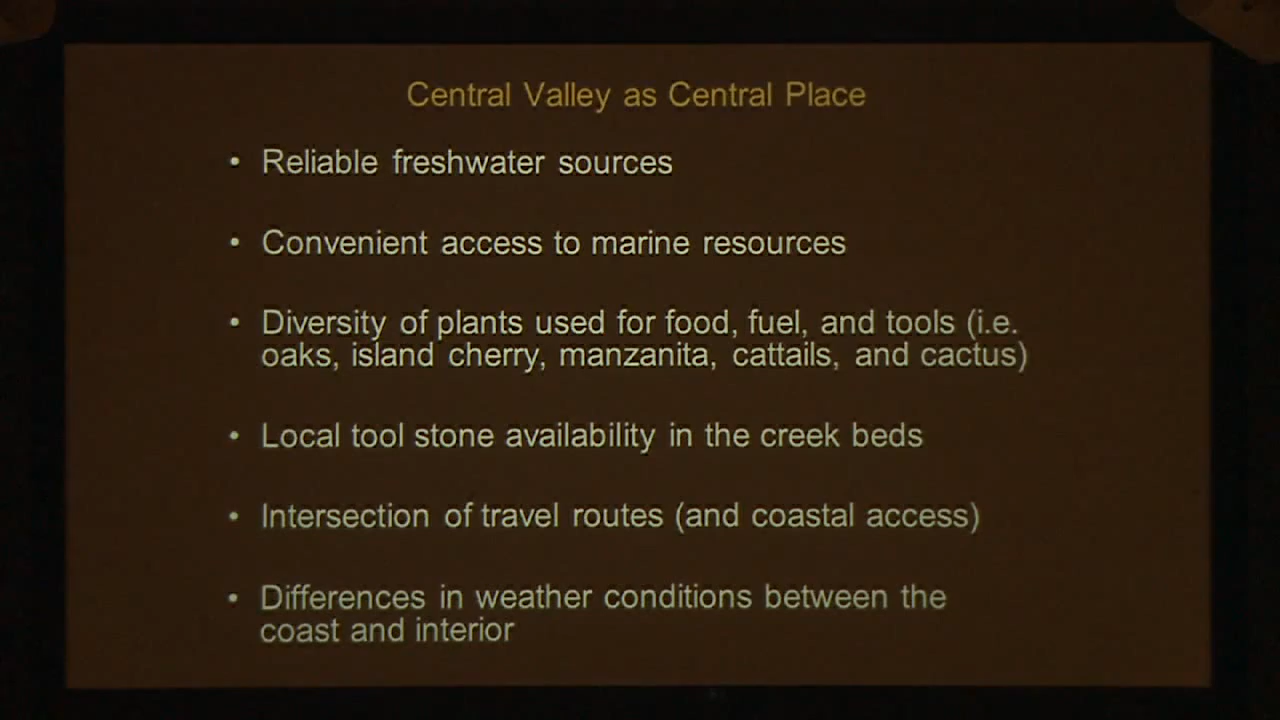 Central Valley as Central Place
• Reliable freshwater sources
• Convenient access to marine resources
• Diversity of plants used for food, fuel, and tools (i.e.
oaks, island cherry, manzanita, cattails, and cactus)
• Local tool stone availability in the creek beds
• Intersection of travel routes (and coastal access)
• Differences in weather conditions between the
coast and interior